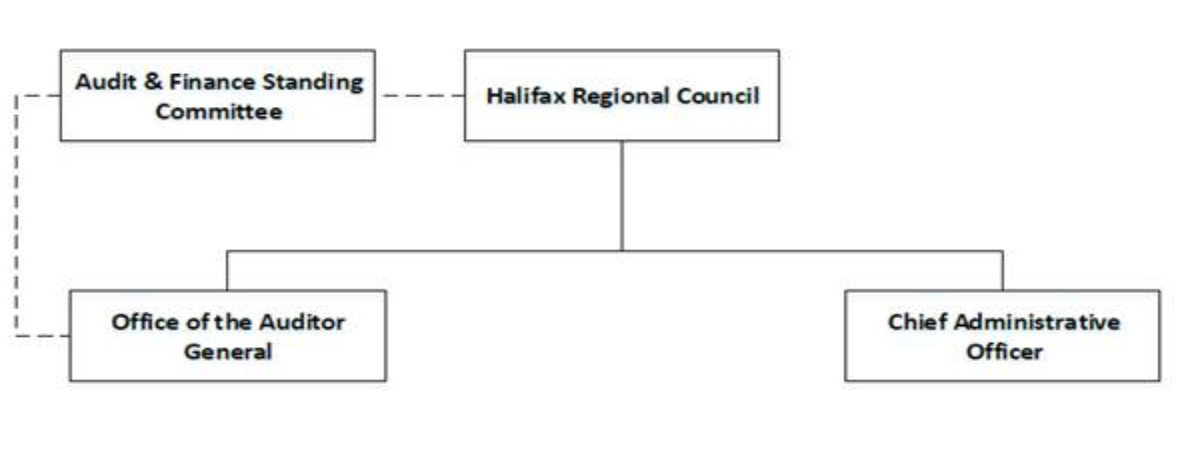 Audit & Finance Standing
Committee
Halifax Regional Council
Office of the Auditor
General
Chief Administrative
Officer